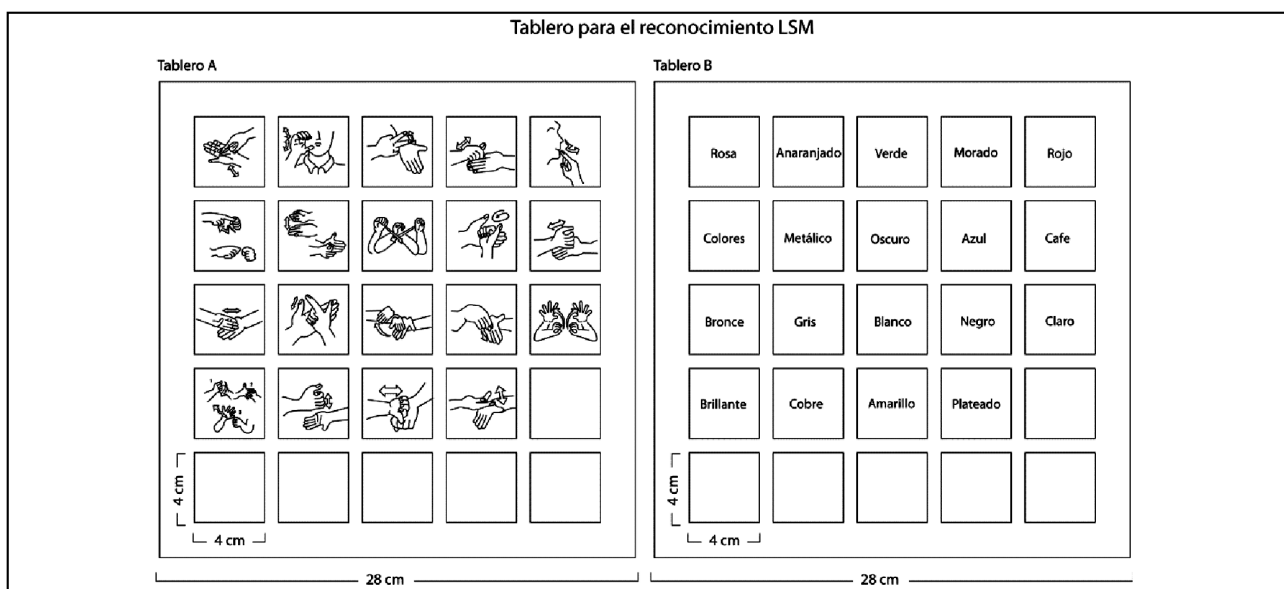 Tablero para el reconocimiento LSM
Tablero A
4 cm
4 cm
28 cm
Tablero B
Rosa Anaranjado Verde Morado Rojo
Colores Metálico Oscuro Azul Cafe
Bronce Gris Blanco Negro Claro
Brillante Cobre Amarillo Plateado
4 cm
4 cm
28 cm